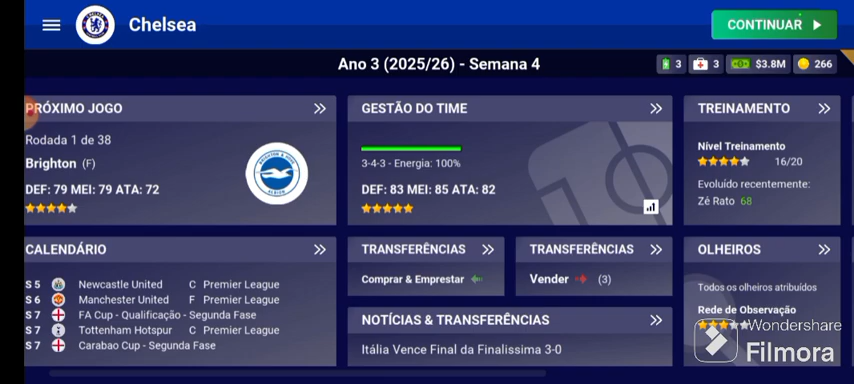 Chelsea
CONTINUAR
Ano 3 (2025/26) - Semana 4
3
3
$3.8M
266
PRÓXIMO JOGO
Rodada 1 de 38
Brighton (F)
DEF: 79 MEI: 79 ATA: 72
GESTÃO DO TIME
3-4-3 - Energia: 100%
DEF: 83 MEI: 85 ATA: 82
TREINAMENTO
Nível Treinamento
16/20
Evoluído recentemente:
Zé Rato 68
CALENDÁRIO
S 5 Newcastle United C Premier League
S 6 Manchester United F Premier League
S 7 FA Cup - Qualificação - Segunda Fase
S 7 Tottenham Hotspur C Premier League
S 7 Carabao Cup - Segunda Fase
TRANSFERÊNCIAS
Comprar & Emprestar
TRANSFERÊNCIAS
Vender (3)
NOTÍCIAS & TRANSFERÊNCIAS
Itália Vence Final da Finalissima 3-0
OLHEIROS
Todos os olheiros atribuídos
Rede de Observação
Wondershare
Filmora